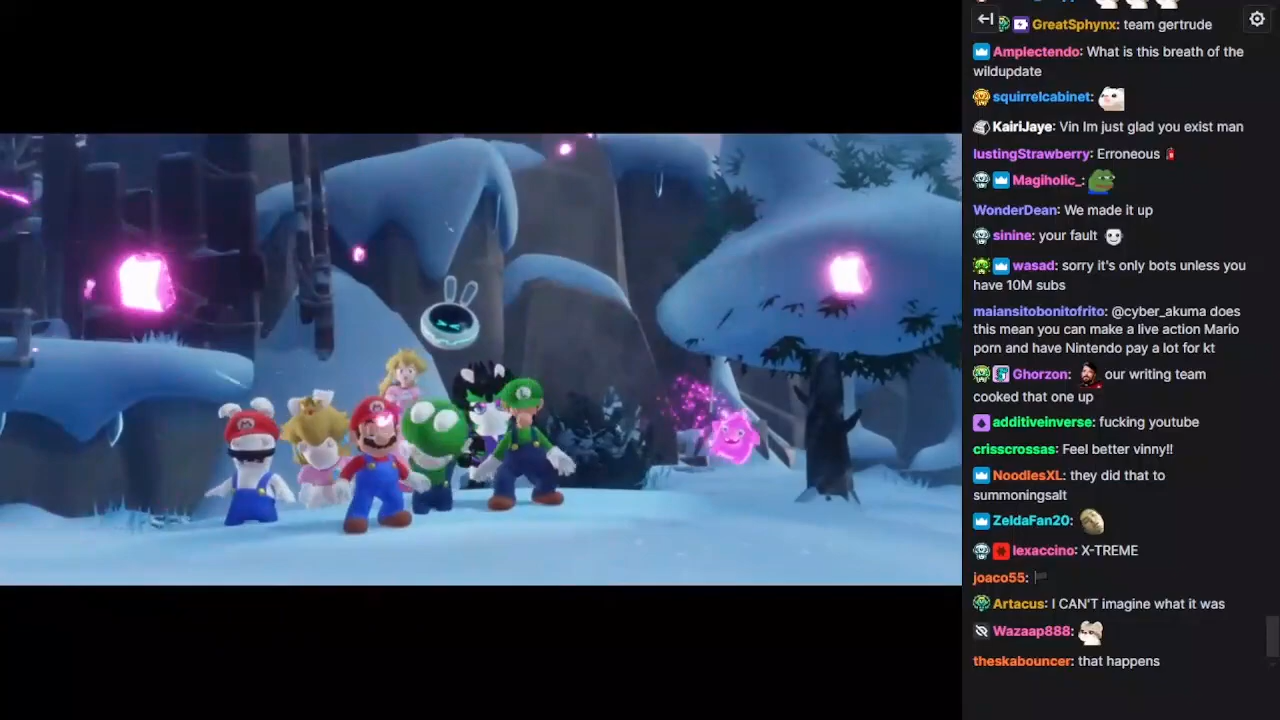 GreatSphynx: team gertrude
Amplectendo: What is this breath of the
wildupdate
squirrelcabinet:
KairiJaye: Vin Im just glad you exist man
lustingStrawberry: Erroneous
Magiholic_:
WonderDean: We made it up
sinine: your fault
wasad: sorry it's only bots unless you
have 10M subs
maiansitobonitofrito: @cyber_akuma does
this mean you can make a live action Mario
porn and have Nintendo pay a lot for kt
Ghorzon: our writing team
cooked that one up
additiveinverse: fucking youtube
crisscrossas: Feel better vinny!!
NoodlesXL: they did that to
summoningsalt
ZeldaFan20:
lexaccino: X-TREME
joaco55:
Artacus: I CAN'T imagine what it was
Wazaap888:
theskabouncer: that happens